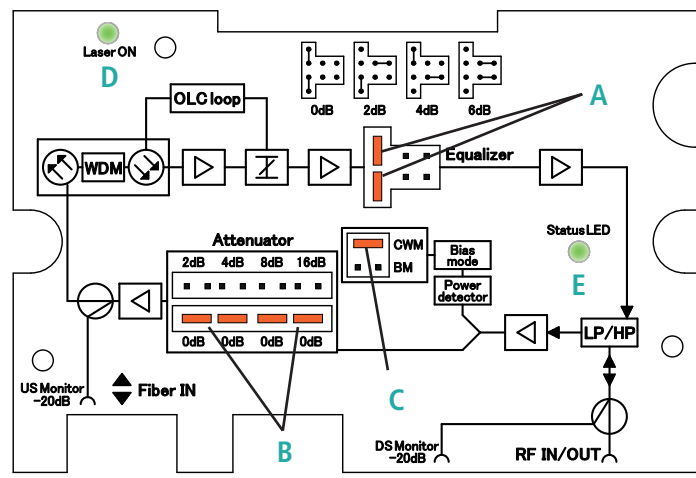 Laser ON
D
OLC loop
0dB 2dB 4dB 6dB
A
WDM
Equalizer
Attenuator
2dB 4dB 8dB 16dB
0dB 0dB 0dB 0dB
CWM
BM
Bias
mode
Power
detector
Status LED
E
LP/HP
C
B
US Monitor
-20dB
Fiber IN
DS Monitor
-20dB
RF IN/OUT